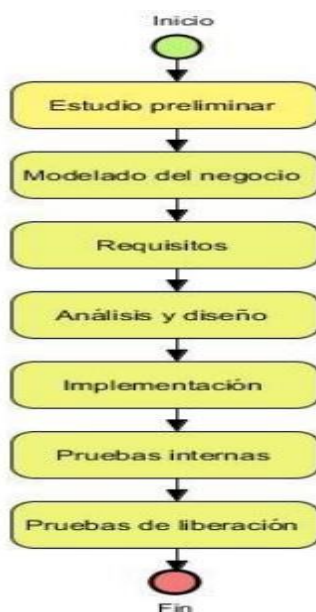 Inicio
Estudio preliminar
Modelado del negocio
Requisitos
Análisis y diseño
Implementación
Pruebas internas
Pruebas de liberación
Fin